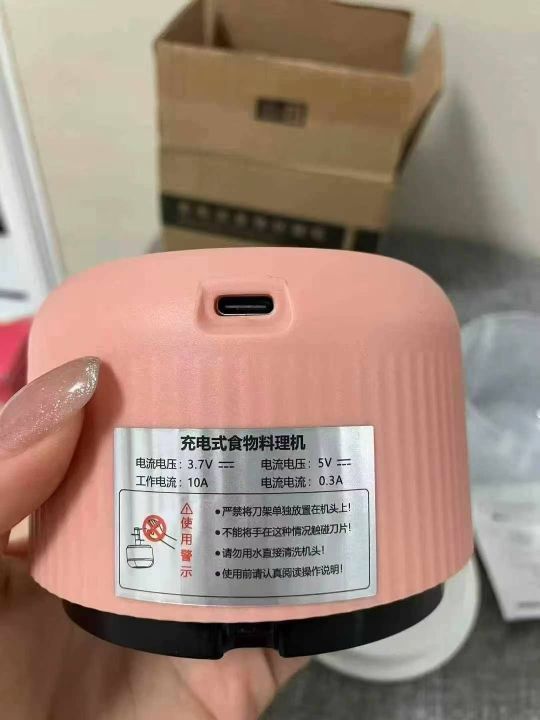 充电式食物料理机
电流电压：3.7V ⎓ 电流电压：5V ⎓
工作电流：10A 电流电流：0.3A
⚠使用警示
•严禁将刀架单独放置在机头上！
•不能将手在这种情况触碰刀片！
•请勿用水直接清洗机头！
•使用前请认真阅读操作说明！